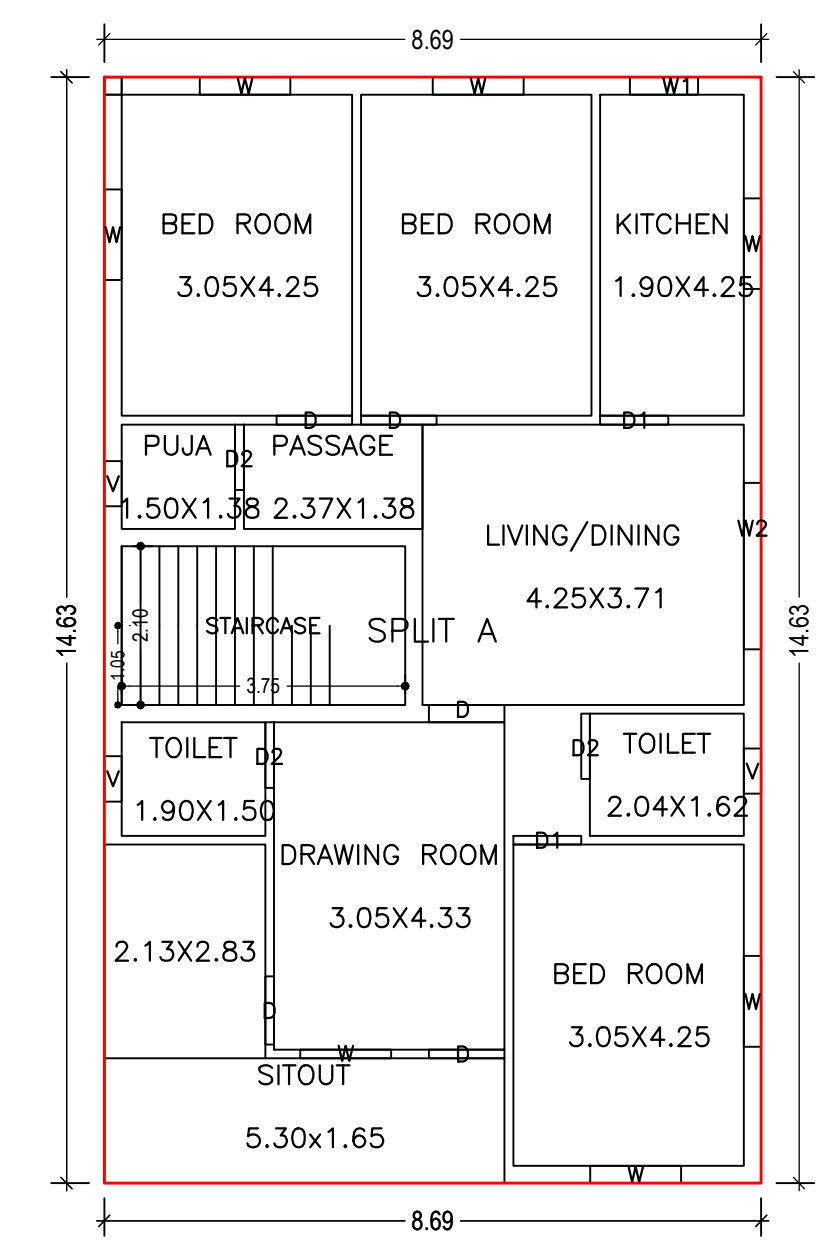 8.69
W
W
W1
BED ROOM
BED ROOM
KITCHEN
W
W
3.05X4.25
3.05X4.25
1.90X4.25
D
D
D1
PUJA
PASSAGE
D2
V
1.50X1.38
2.37X1.38
W2
LIVING/DINING
4.25X3.71
14.63
14.63
2.10
STAIRCASE
SPLIT A
1.05
3.75
D
TOILET
D2
D2
TOILET
V
V
1.90X1.50
2.04X1.62
D1
DRAWING ROOM
3.05X4.33
2.13X2.83
BED ROOM
W
D
3.05X4.25
W
D
SITOUT
5.30x1.65
W
8.69